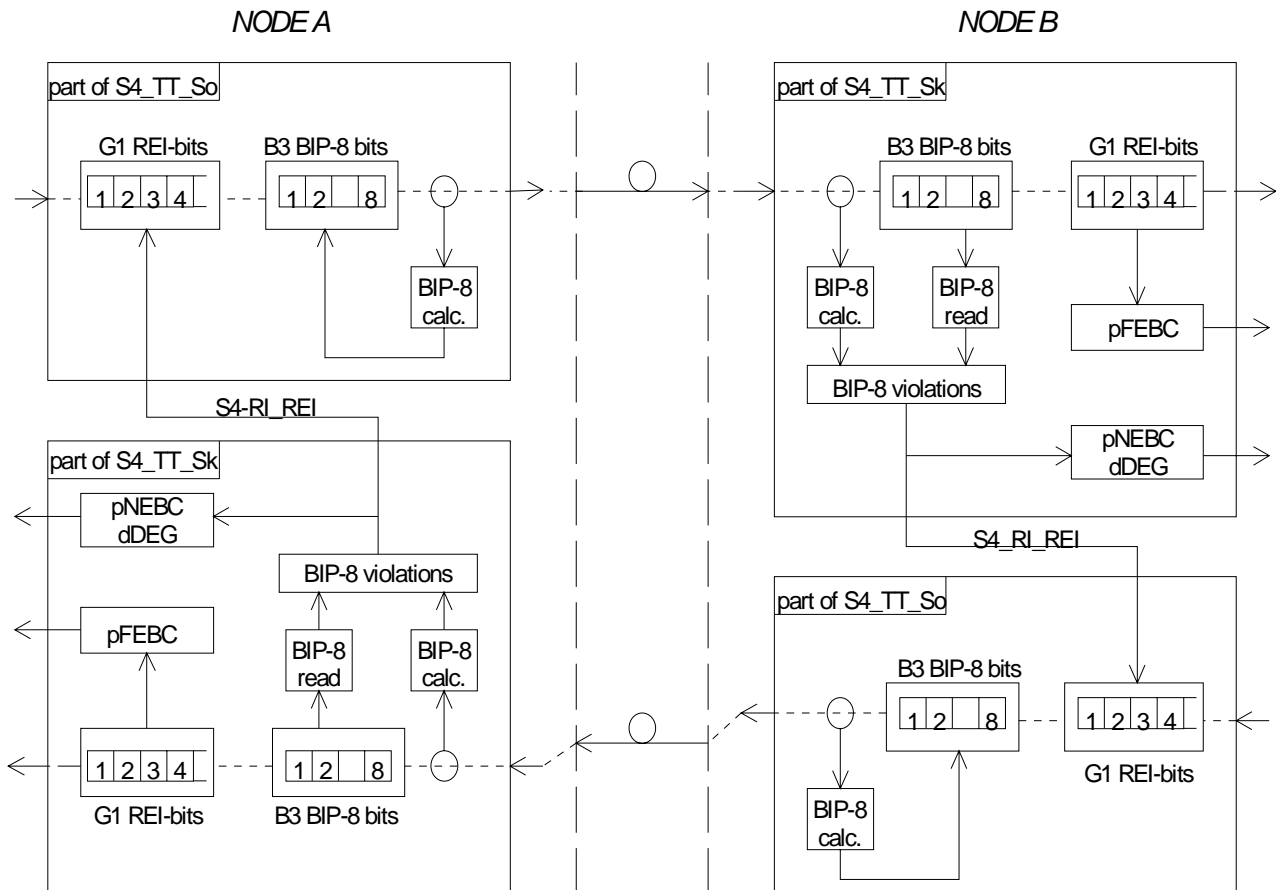 NODE A
NODE B
part of S4_TT_So
G1 REI-bits
B3 BIP-8 bits
1 2 3 4
1 2 8
BIP-8
calc.
S4-RI_REI
part of S4_TT_Sk
pNEBC
dDEG
BIP-8 violations
pFEBC
BIP-8
read
BIP-8
calc.
1 2 3 4
1 2 8
G1 REI-bits
B3 BIP-8 bits
part of S4_TT_Sk
B3 BIP-8 bits
G1 REI-bits
1 2 8
1 2 3 4
BIP-8
calc.
BIP-8
read
pFEBC
BIP-8 violations
pNEBC
dDEG
S4_RI_REI
part of S4_TT_So
B3 BIP-8 bits
1 2 8
1 2 3 4
G1 REI-bits
BIP-8
calc.